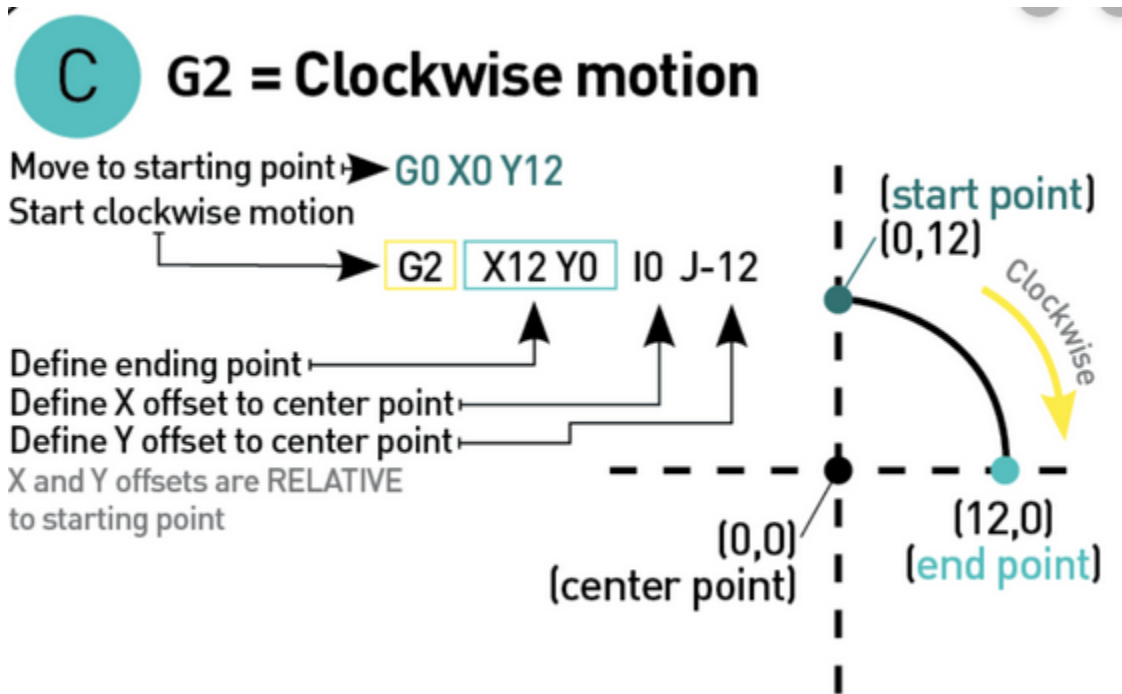 C
G2 = Clockwise motion
Move to starting point
G0 X0 Y12
Start clockwise motion
G2 X12 Y0 I0 J-12
Define ending point
Define X offset to center point
Define Y offset to center point
X and Y offsets are RELATIVE
to starting point
(start point)
(0,12)
Clockwise
(0,0)
(center point)
(12,0)
(end point)